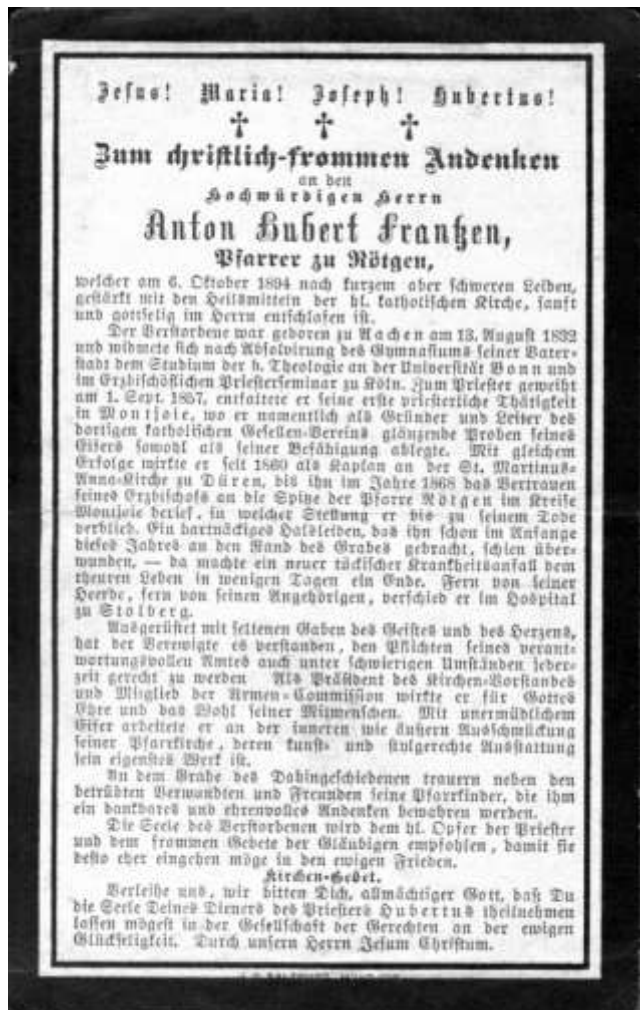 Jesus! Maria! Joseph! Hubertus!
Zum christlich-frommen Andenken
an den
Hochwürdigen Herrn
Anton Hubert Frantzen,
Pfarrer zu Rötgen,
welcher am 6. Oktober 1894 nach kurzem aber schweren Leiden,
gestärkt mit den Heilsmitteln der hl. katholischen Kirche, sanft
und gottselig im Herrn entschlafen ist.
Der Verstorbene war geboren zu Aachen am 13. August 1832
und widmete sich nach Absolvirung des Gymnasiums seiner Vater-
stadt dem Studium der h. Theologie an der Universität Bonn und
im Erzbischöflichen Priesterseminar zu Köln. Zum Priester geweiht
am 1. Sept. 1857, entfaltete er seine erste priesterliche Thätigkeit
in Montjoie, wo er namentlich als Gründer und Leiter des
dortigen katholischen Gesellen-Vereins glänzende Proben seines
Eifers sowohl als seiner Befähigung ablegte. Mit gleichem
Erfolge wirkte er seit 1860 als Kaplan an der St. Martinus-
Anna-Kirche zu Düren, bis ihn im Jahre 1868 das Vertrauen
seines Erzbischofs an die Spitze der Pfarre Rötgen im Kreise
Montjoie berief, in welcher Stellung er bis zu seinem Tode
verblieb. Ein hartnäckiges Halsleiden, das ihn schon im Anfange
dieses Jahres an den Rand des Grabes gebracht, schien über-
wunden, — da machte ein neuer tückischer Krankheitsanfall dem
theuren Leben in wenigen Tagen ein Ende. Fern von seiner
Heerde, fern von seinen Angehörigen, verschied er im Hospital
zu Stolberg.
Ausgerüstet mit seltenen Gaben des Geistes und des Herzens,
hat der Verewigte es verstanden, den Pflichten seines verant-
wortungsvollen Amtes auch unter schwierigen Umständen jeder-
zeit gerecht zu werden Als Präsident des Kirchen-Vorstandes
und Mitglied der Armen-Commission wirkte er für Gottes
Ehre und das Wohl seiner Mitmenschen. Mit unermüdlichem
Eifer arbeitete er an der inneren wie äußern Ausschmückung
seiner Pfarrkirche, deren kunst- und stylgerechte Ausstattung
sein eigenstes Werk ist.
An dem Grabe des Dahingeschiedenen trauern neben den
betrübten Verwandten und Freunden seine Pfarrkinder, die ihm
ein dankbares und ehrenvolles Andenken bewahren werden.
Die Seele des Verstorbenen wird dem hl. Opfer der Priester
und dem frommen Gebete der Gläubigen empfohlen, damit sie
desto eher eingehen möge in den ewigen Frieden.
Kirchen-Gebet.
Verleihe uns, wir bitten Dich, allmächtiger Gott, daß Du
die Seele Deines Dieners des Priesters Hubertus theilnehmen
lassen mögest in der Gesellschaft der Gerechten an der ewigen
Glückseligkeit. Durch unsern Herrn Jesum Christum.